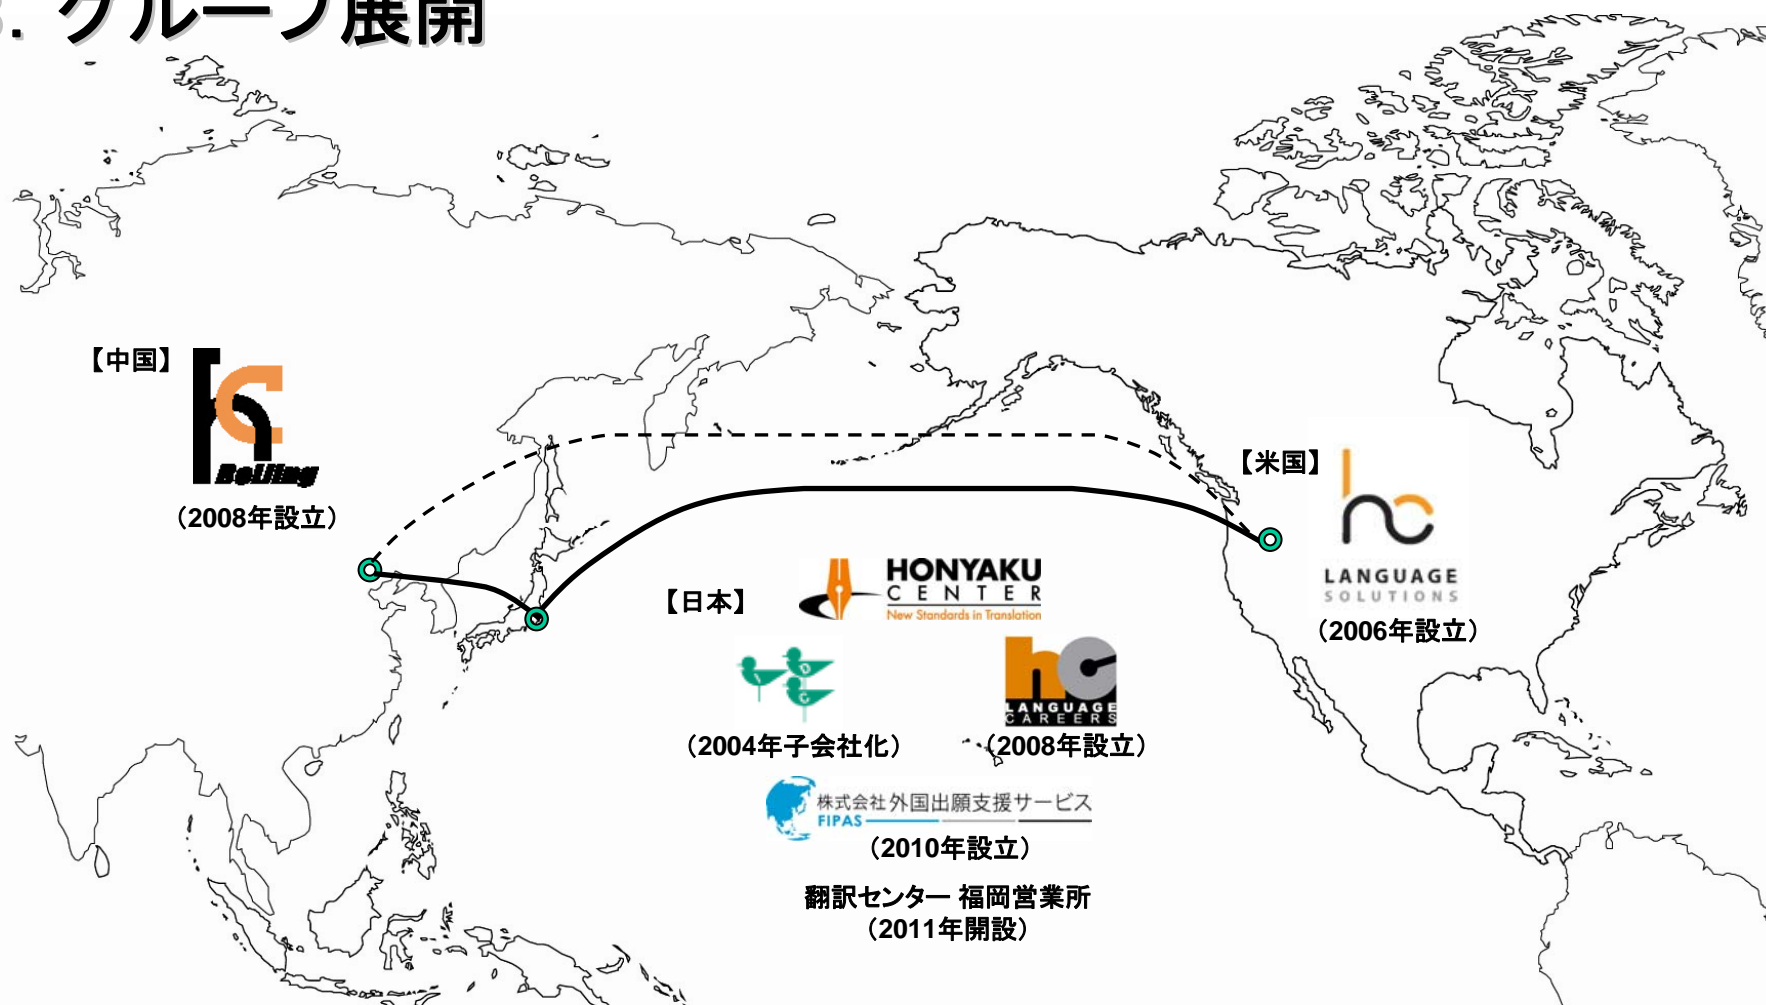 3. グループ展開
【中国】
hc
Beijing
（2008年設立）
【米国】
hc
LANGUAGE
SOLUTIONS
（2006年設立）
【日本】
HONYAKU
CENTER
New Standards in Translation
I D C
（2004年子会社化）
hc
LANGUAGE
CAREERS
（2008年設立）
株式会社 外国出願支援サービス
FIPAS
（2010年設立）
翻訳センター 福岡営業所
（2011年開設）